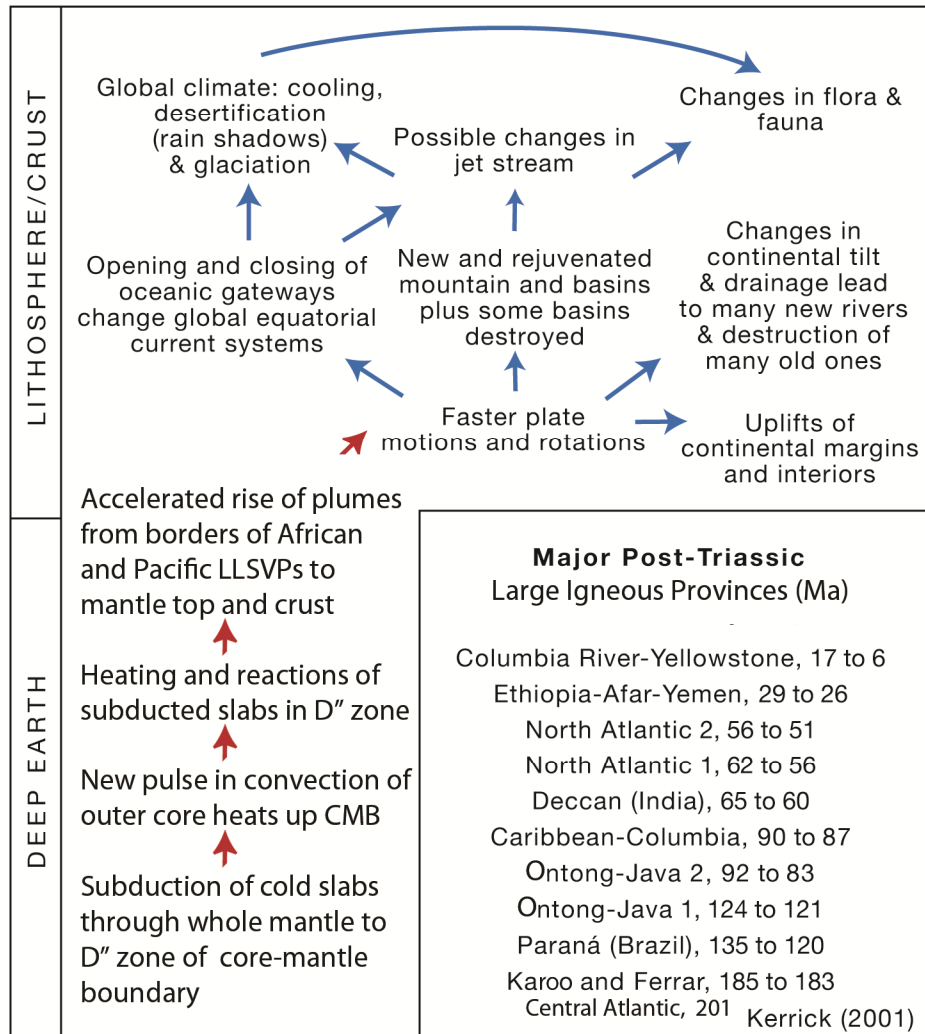 LITHOSPHERE/CRUST
Global climate: cooling,
desertification
(rain shadows)
& glaciation
Possible changes in
jet stream
Changes in flora &
fauna
Opening and closing of
oceanic gateways
change global equatorial
current systems
New and rejuvenated
mountain and basins
plus some basins
destroyed
Changes in
continental tilt
& drainage lead
to many new rivers
& destruction of
many old ones
Faster plate
motions and rotations
Uplifts of
continental margins
and interiors
DEEP EARTH
Accelerated rise of plumes
from borders of African
and Pacific LLSVPs to
mantle top and crust
Heating and reactions of
subducted slabs in D” zone
New pulse in convection of
outer core heats up CMB
Subduction of cold slabs
through whole mantle to
D” zone of core-mantle
boundary
Major Post-Triassic
Large Igneous Provinces (Ma)
Columbia River-Yellowstone, 17 to 6
Ethiopia-Afar-Yemen, 29 to 26
North Atlantic 2, 56 to 51
North Atlantic 1, 62 to 56
Deccan (India), 65 to 60
Caribbean-Columbia, 90 to 87
Ontong-Java 2, 92 to 83
Ontong-Java 1, 124 to 121
Paraná (Brazil), 135 to 120
Karoo and Ferrar, 185 to 183
Central Atlantic, 201
Kerrick (2001)